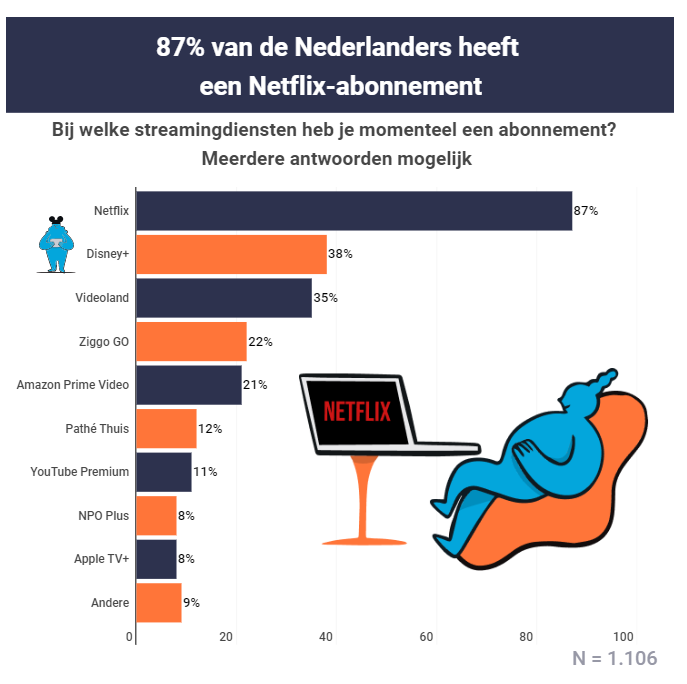 87% van de Nederlanders heeft
een Netflix-abonnement
Bij welke streamingdiensten heb je momenteel een abonnement?
Meerdere antwoorden mogelijk
Netflix 87%
Disney+ 38%
Videoland 35%
Ziggo GO 22%
Amazon Prime Video 21%
Pathé Thuis 12%
YouTube Premium 11%
NPO Plus 8%
Apple TV+ 8%
Andere 9%
NETFLIX
0 20 40 60 80 100
N = 1.106